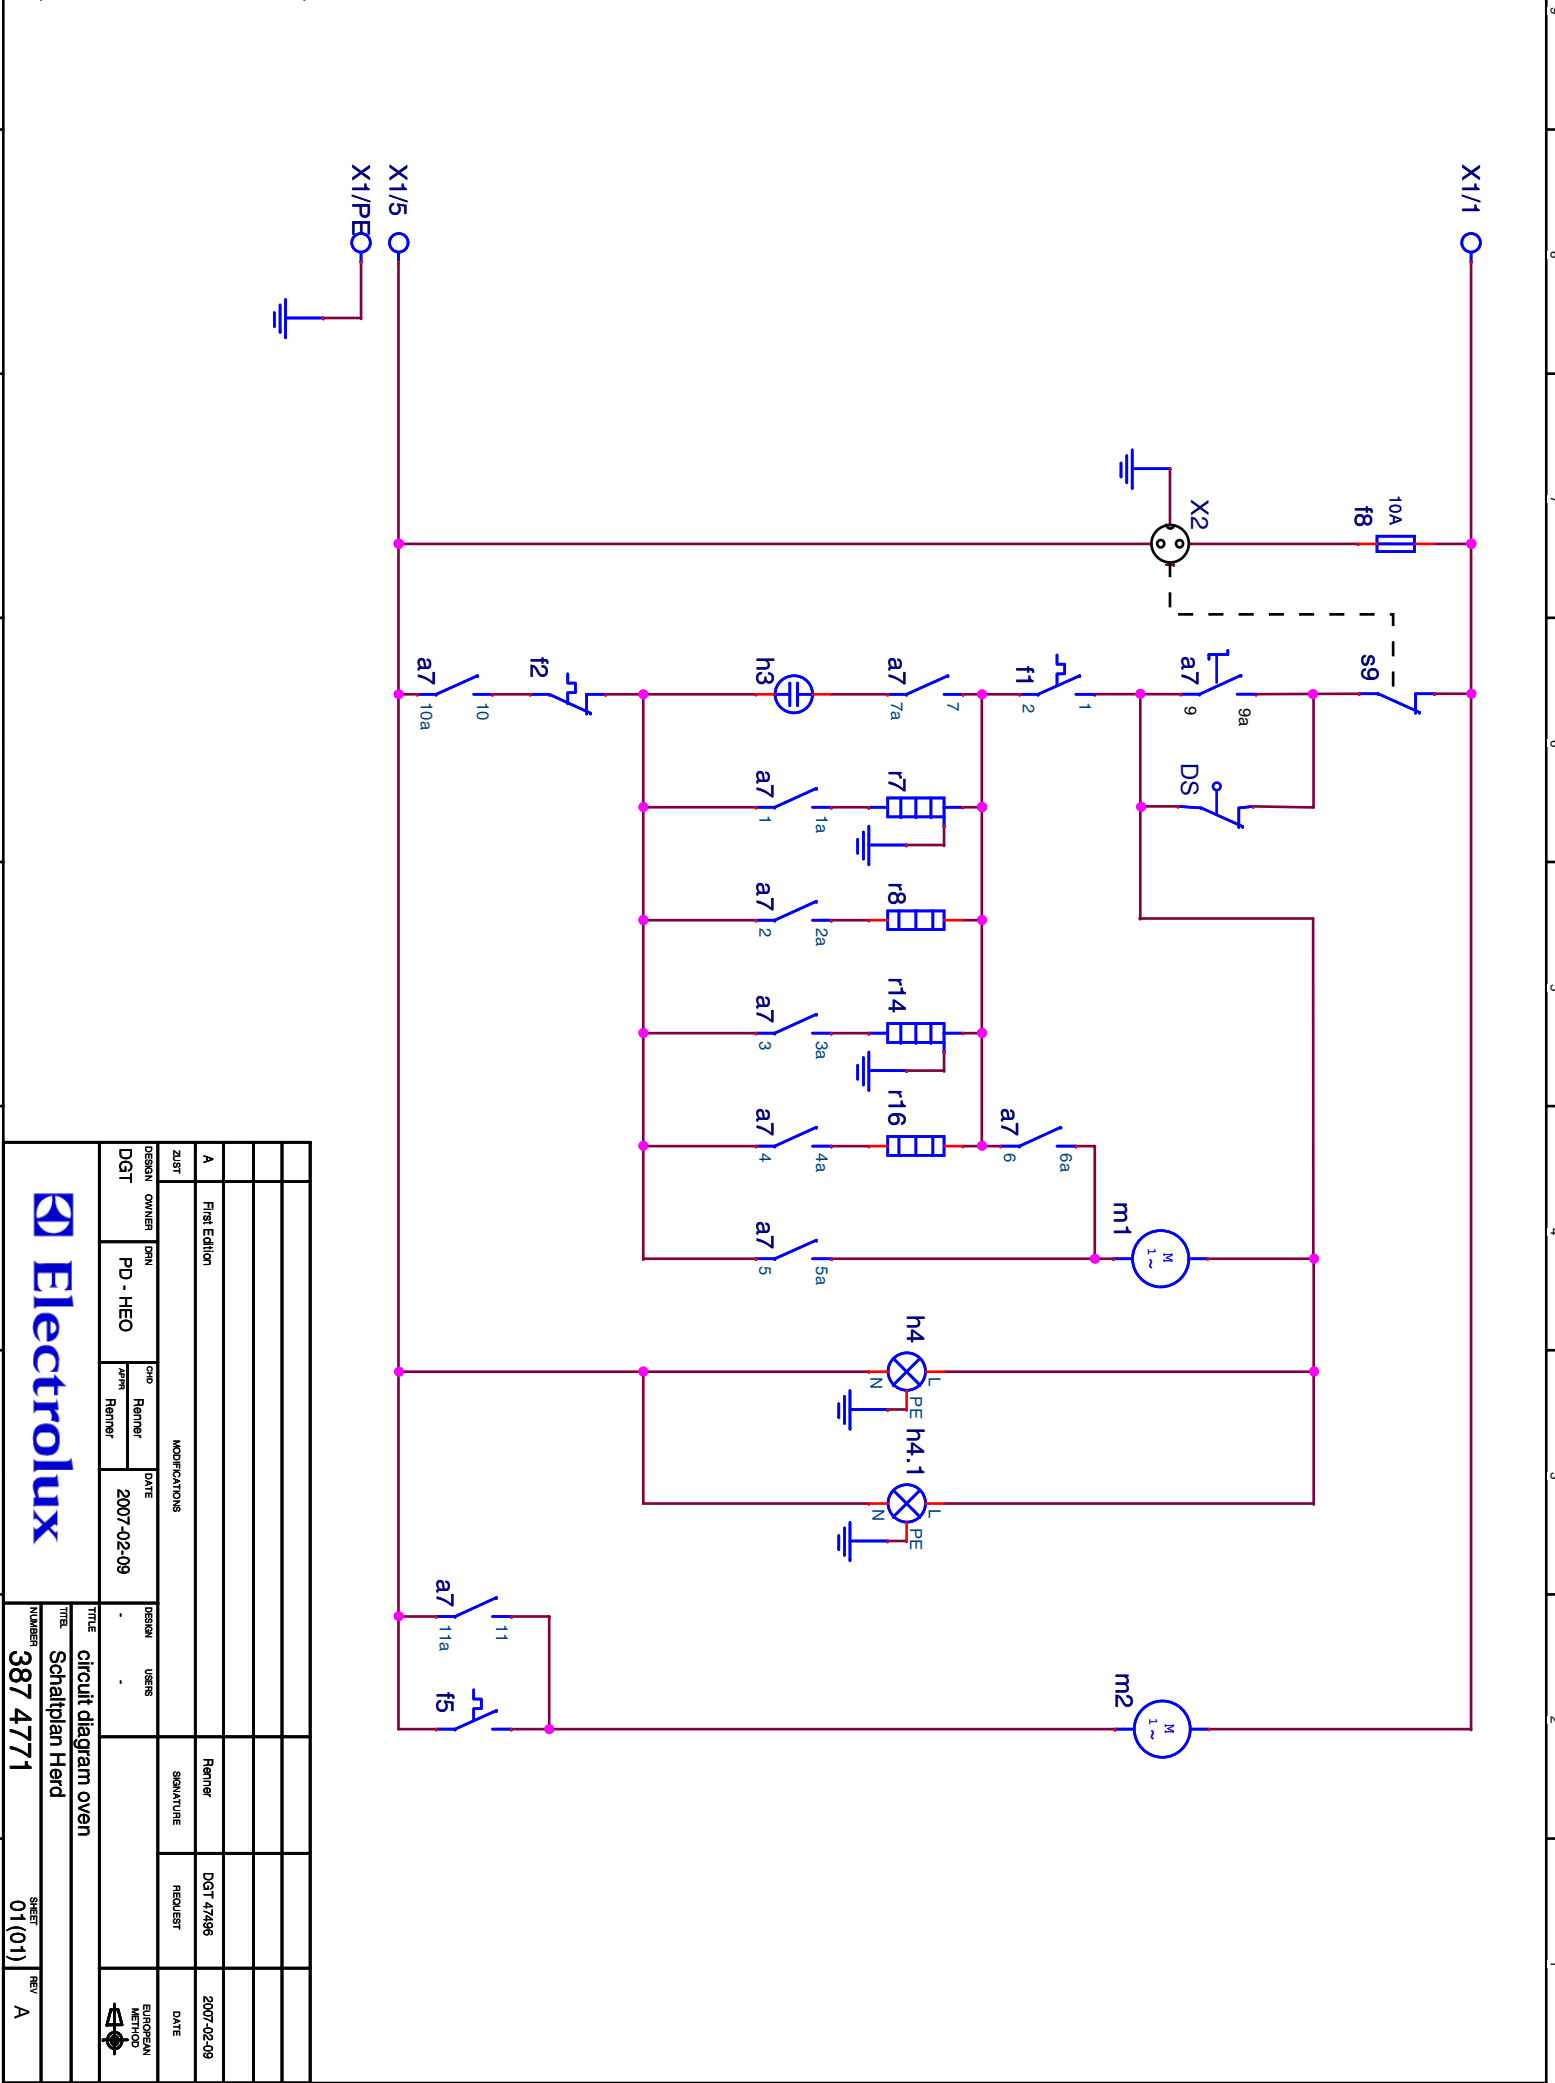 X1/1
X1/5
X1/PE
10A
f8
X2
s9
a7
9a
9
DS
f1
1
2
a7
7
7a
h3
f2
a7
10
10a
r7
a7
1a
1
r8
a7
2a
2
r14
a7
3a
3
r16
a7
4a
4
a7
6a
6
m1
M
1 ~
a7
5a
5
h4
L
N
PE
h4.1
L
N
PE
a7
11
11a
f5
m2
M
1 ~
A First Edition Renner DGT 47496 2007-02-09
ZUST MODIFICATIONS SIGNATURE REQUEST DATE
DESIGN OWNER DRN CHD DATE DESIGN USERS
DGT PD - HEO Renner 2007-02-09 - -
APPR Renner
EUROPEAN
METHOD
Electrolux
TITLE circuit diagram oven
TITEL Schaltplan Herd
NUMBER 387 4771
SHEET 01(01)
REV A